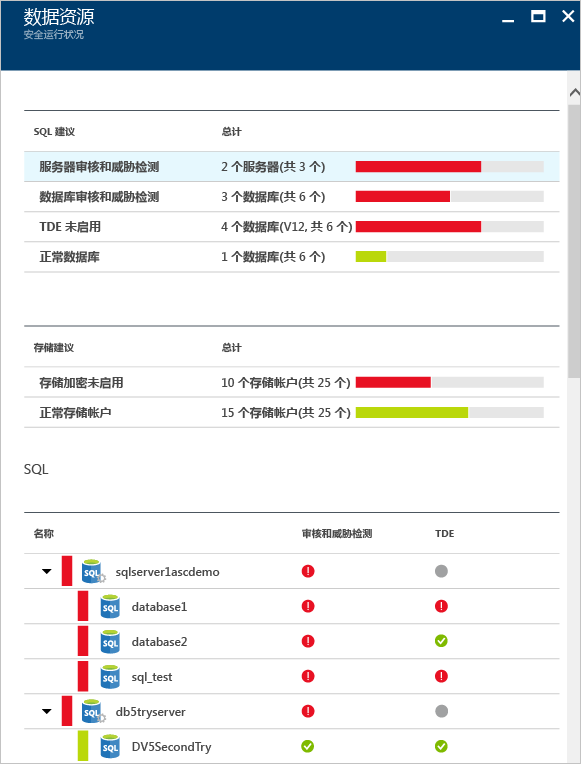 数据资源
安全运行状况
SQL 建议 总计
服务器审核和威胁检测 2 个服务器(共 3 个)
数据库审核和威胁检测 3 个数据库(共 6 个)
TDE 未启用 4 个数据库(V12, 共 6 个)
正常数据库 1 个数据库(共 6 个)
存储建议 总计
存储加密未启用 10 个存储帐户(共 25 个)
正常存储帐户 15 个存储帐户(共 25 个)
SQL
名称 审核和威胁检测 TDE
SQL sqlserver1ascdemo
SQL database1
SQL database2
SQL sql_test
SQL db5tryserver
SQL DV5SecondTry